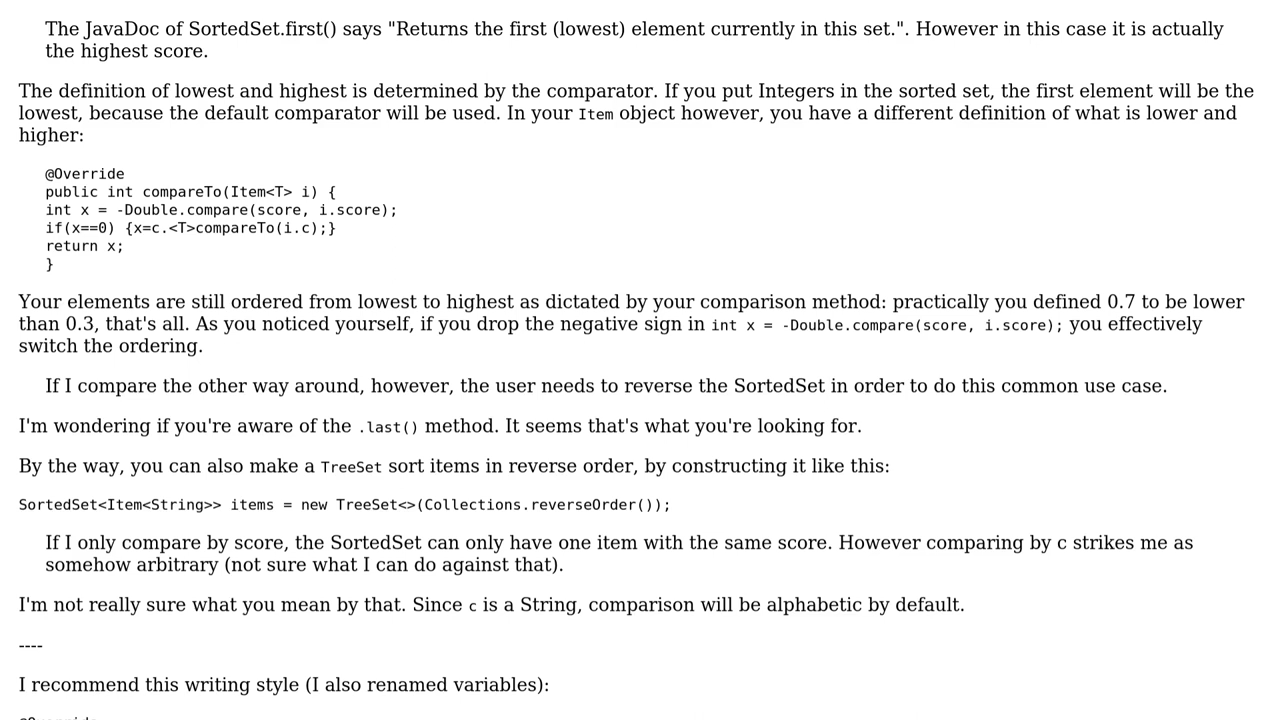 The JavaDoc of SortedSet.first() says "Returns the first (lowest) element currently in this set.". However in this case it is actually
the highest score.
The definition of lowest and highest is determined by the comparator. If you put Integers in the sorted set, the first element will be the
lowest, because the default comparator will be used. In your Item object however, you have a different definition of what is lower and
higher:
@Override
public int compareTo(Item<T> i) {
int x = -Double.compare(score, i.score);
if(x==0) {x=c.<T>compareTo(i.c);}
return x;
}
Your elements are still ordered from lowest to highest as dictated by your comparison method: practically you defined 0.7 to be lower
than 0.3, that's all. As you noticed yourself, if you drop the negative sign in int x = -Double.compare(score, i.score); you effectively
switch the ordering.
If I compare the other way around, however, the user needs to reverse the SortedSet in order to do this common use case.
I'm wondering if you're aware of the .last() method. It seems that's what you're looking for.
By the way, you can also make a TreeSet sort items in reverse order, by constructing it like this:
SortedSet<Item<String>> items = new TreeSet<>(Collections.reverseOrder());
If I only compare by score, the SortedSet can only have one item with the same score. However comparing by c strikes me as
somehow arbitrary (not sure what I can do against that).
I'm not really sure what you mean by that. Since c is a String, comparison will be alphabetic by default.
----
I recommend this writing style (I also renamed variables):